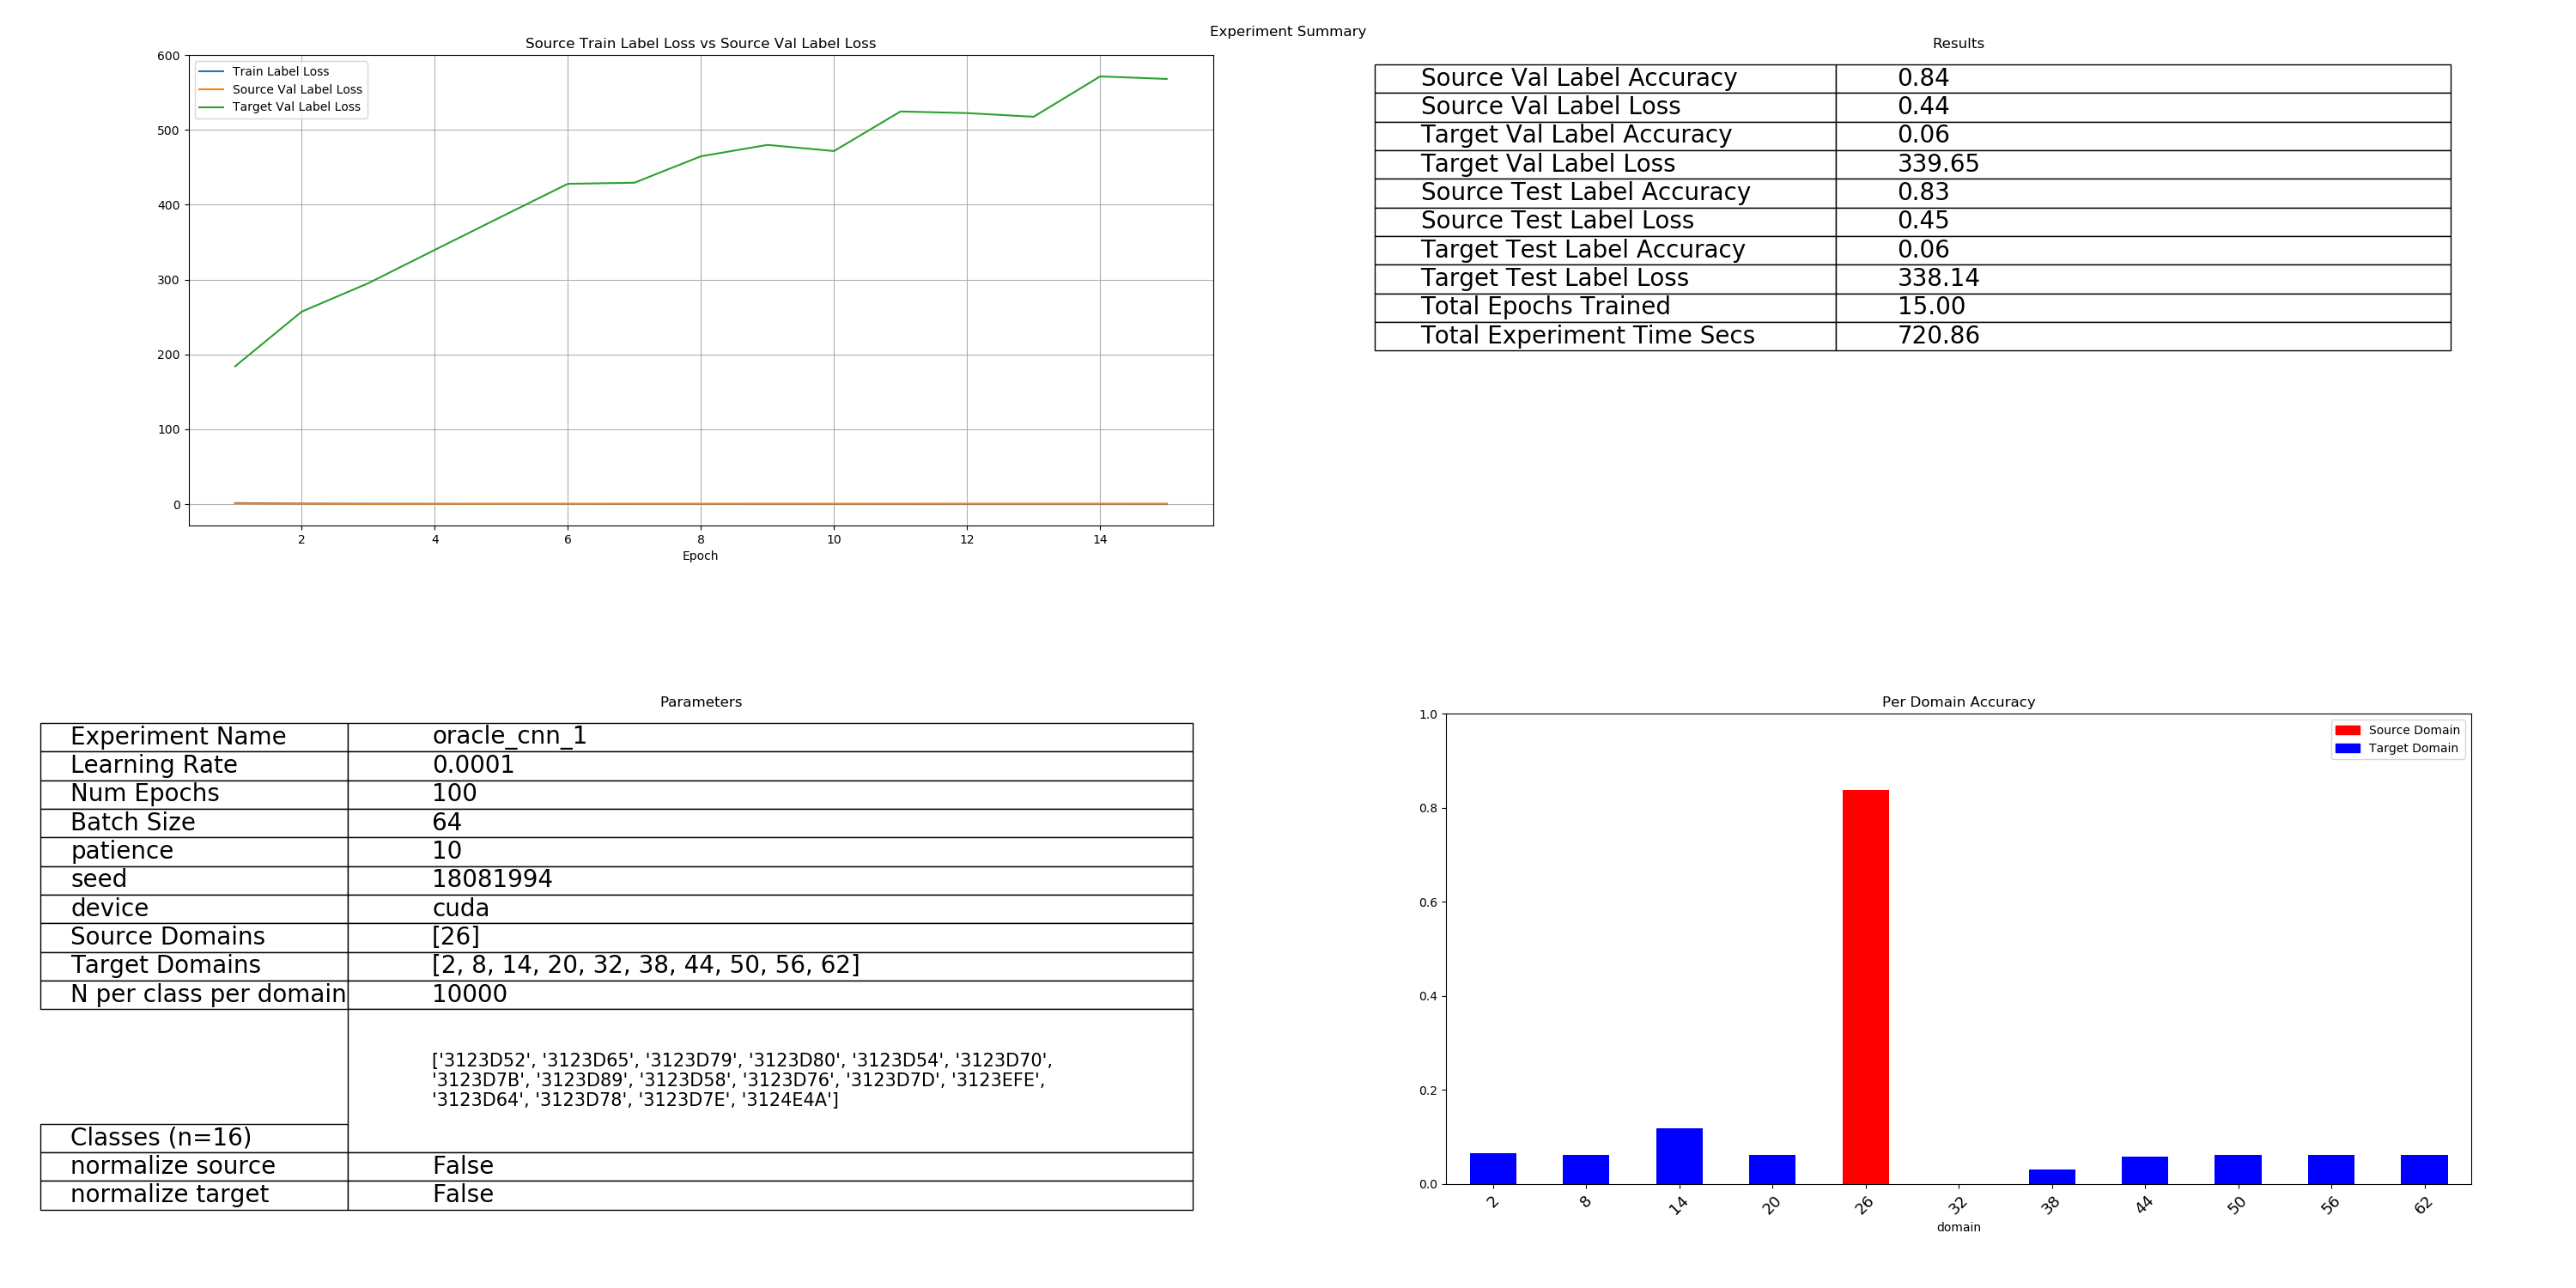 Experiment Summary
Source Train Label Loss vs Source Val Label Loss
Train Label Loss
Source Val Label Loss
Target Val Label Loss
600
500
400
300
200
100
0
2 4 6 8 10 12 14
Epoch
Results
Source Val Label Accuracy 0.84
Source Val Label Loss 0.44
Target Val Label Accuracy 0.06
Target Val Label Loss 339.65
Source Test Label Accuracy 0.83
Source Test Label Loss 0.45
Target Test Label Accuracy 0.06
Target Test Label Loss 338.14
Total Epochs Trained 15.00
Total Experiment Time Secs 720.86
Parameters
Experiment Name oracle_cnn_1
Learning Rate 0.0001
Num Epochs 100
Batch Size 64
patience 10
seed 18081994
device cuda
Source Domains [26]
Target Domains [2, 8, 14, 20, 32, 38, 44, 50, 56, 62]
N per class per domain 10000
['3123D52', '3123D65', '3123D79', '3123D80', '3123D54', '3123D70',
'3123D7B', '3123D89', '3123D58', '3123D76', '3123D7D', '3123EFE',
'3123D64', '3123D78', '3123D7E', '3124E4A']
Classes (n=16)
normalize source False
normalize target False
Per Domain Accuracy
Source Domain
Target Domain
1.0
0.8
0.6
0.4
0.2
0.0
2 8 14 20 26 32 38 44 50 56 62
domain